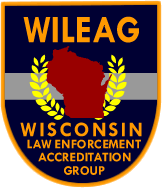 WILEAG
WISCONSIN
LAW ENFORCEMENT
ACCREDITATION
GROUP